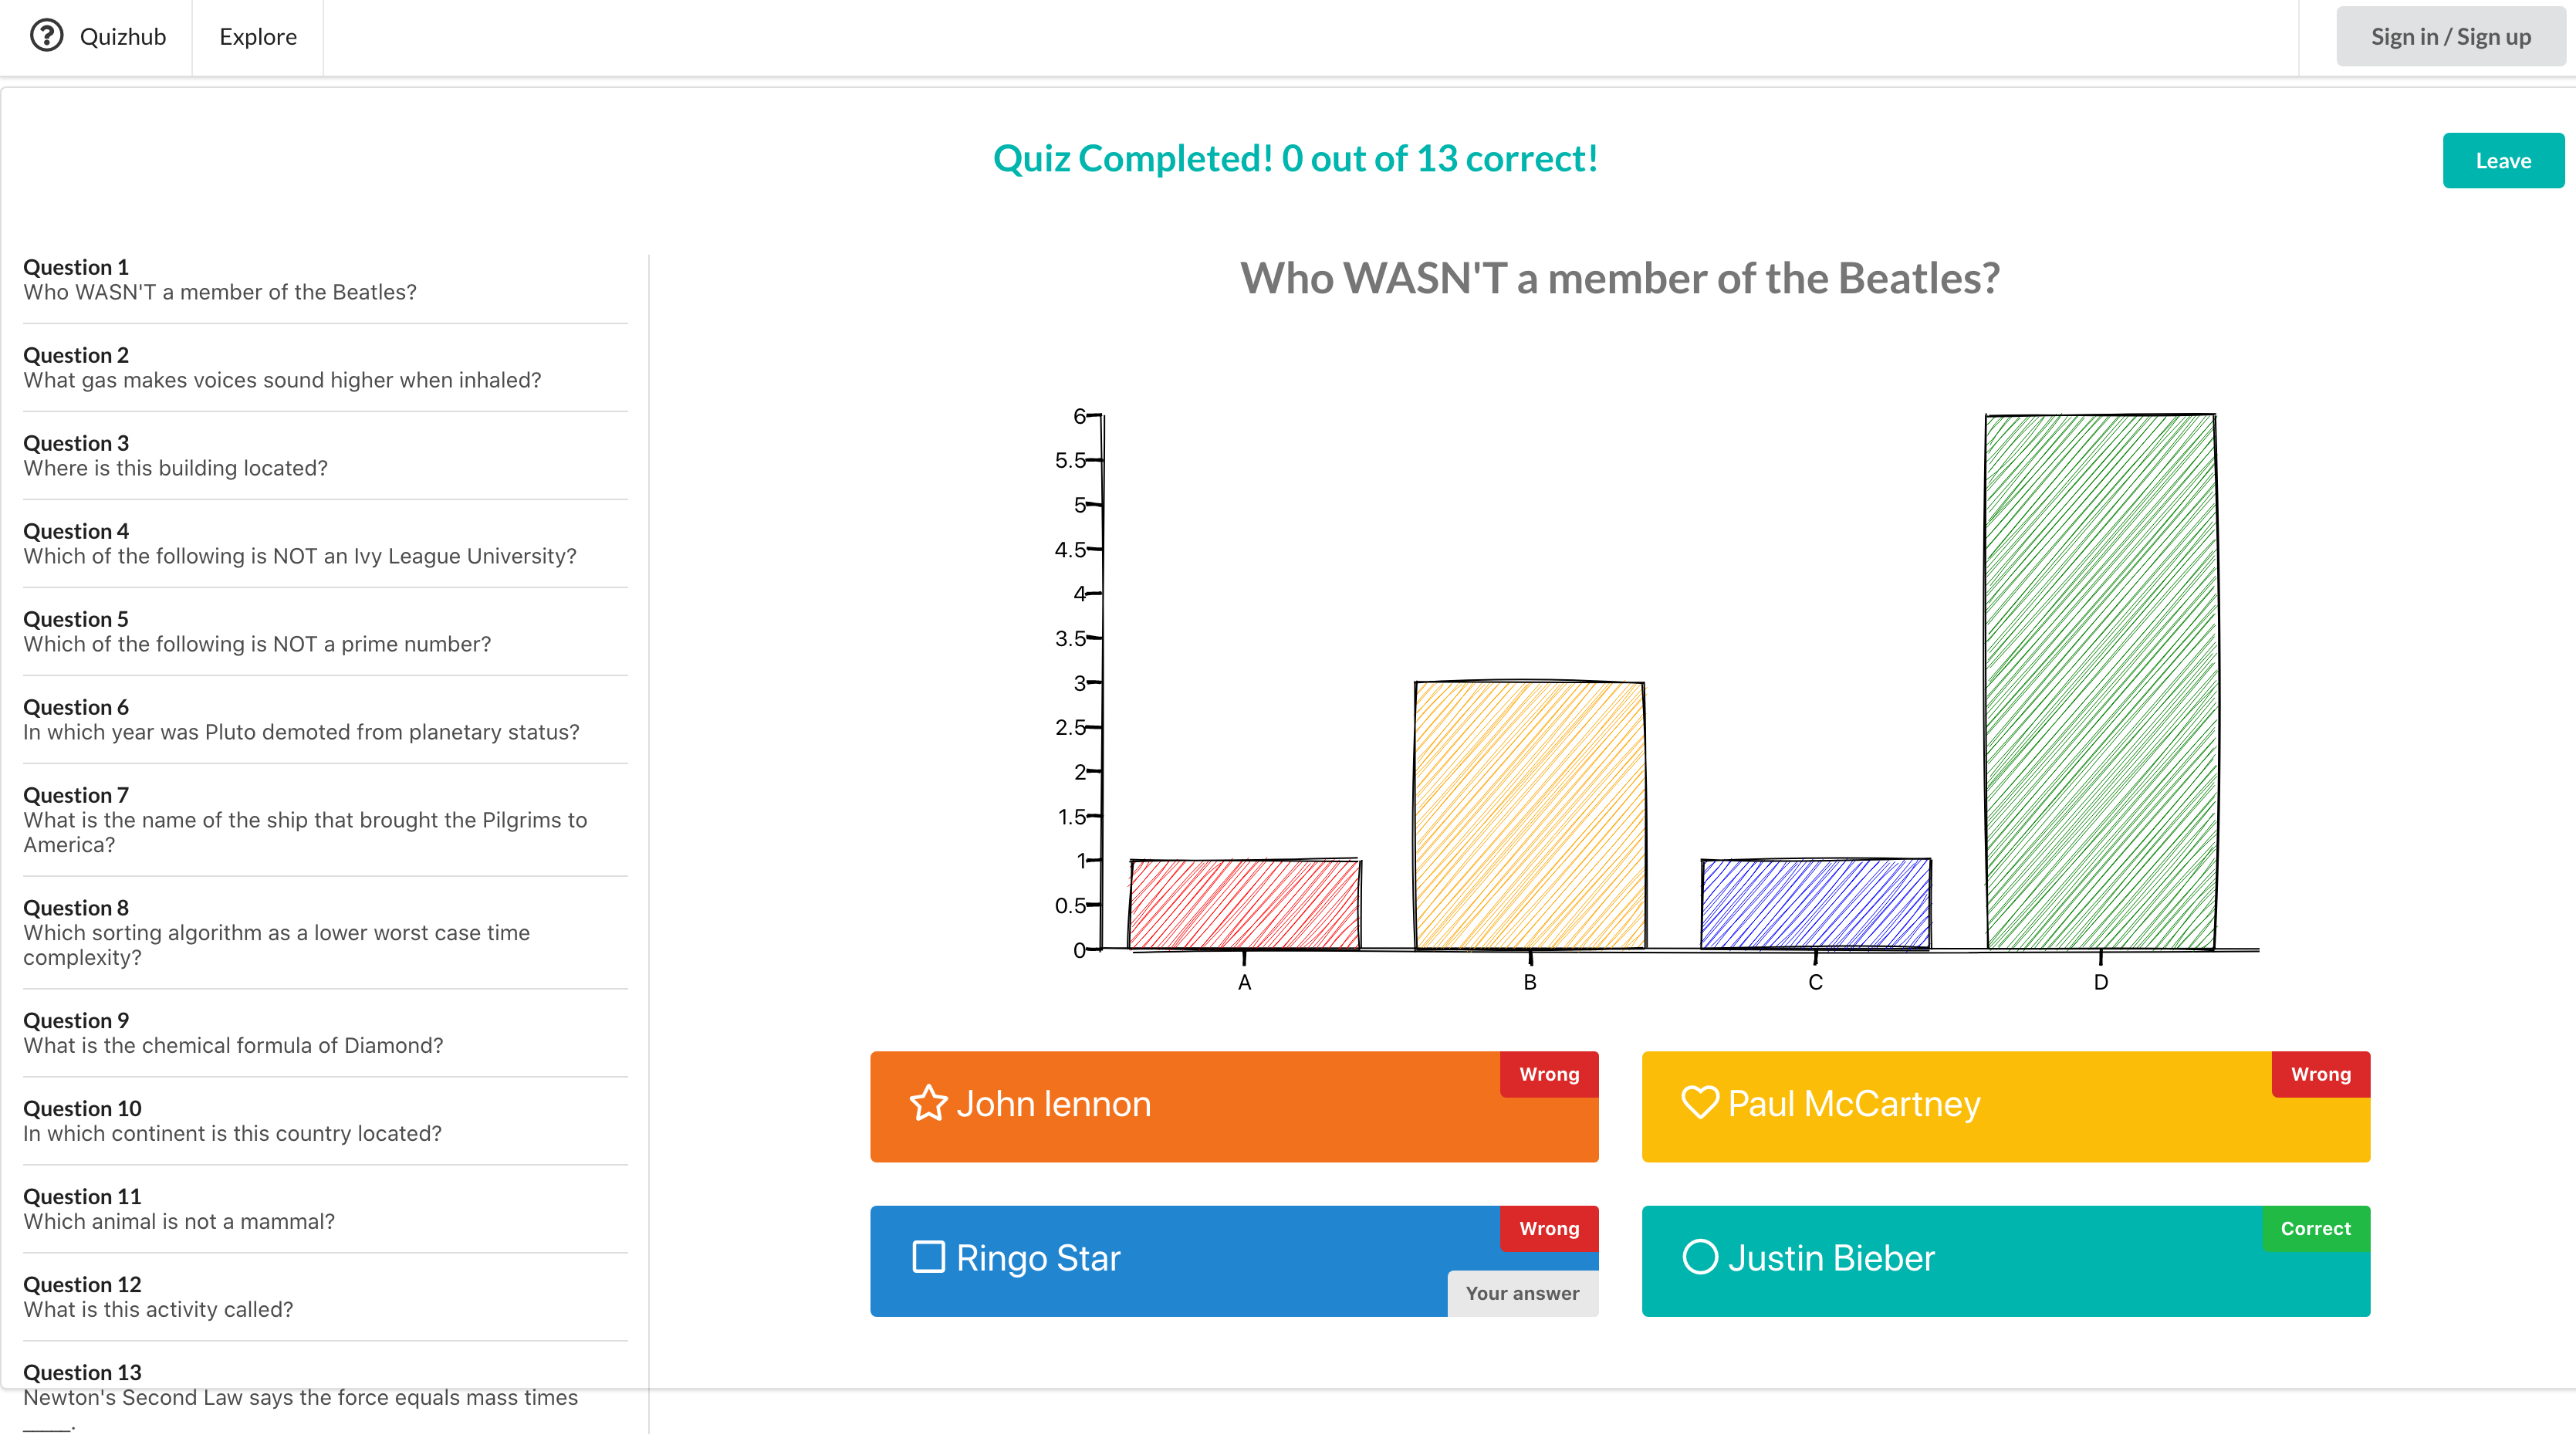 Quizhub
Explore
Sign in / Sign up
Quiz Completed! 0 out of 13 correct!
Leave
Question 1
Who WASN'T a member of the Beatles?
Question 2
What gas makes voices sound higher when inhaled?
Question 3
Where is this building located?
Question 4
Which of the following is NOT an Ivy League University?
Question 5
Which of the following is NOT a prime number?
Question 6
In which year was Pluto demoted from planetary status?
Question 7
What is the name of the ship that brought the Pilgrims to
America?
Question 8
Which sorting algorithm as a lower worst case time
complexity?
Question 9
What is the chemical formula of Diamond?
Question 10
In which continent is this country located?
Question 11
Which animal is not a mammal?
Question 12
What is this activity called?
Question 13
Newton's Second Law says the force equals mass times
_____.
Who WASN'T a member of the Beatles?
6
5.5
5
4.5
4
3.5
3
2.5
2
1.5
1
0.5
0
A
B
C
D
John lennon
Wrong
Paul McCartney
Wrong
Ringo Star
Wrong
Your answer
Justin Bieber
Correct